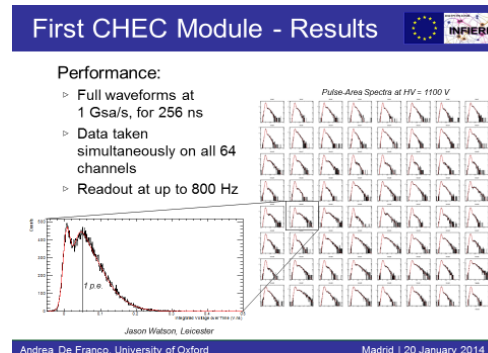 First CHEC Module - Results
INFIERI
Performance:
▹ Full waveforms at
1 Gsa/s, for 256 ns
▹ Data taken
simultaneously on all 64
channels
▹ Readout at up to 800 Hz
Pulse-Area Spectra at HV = 1100 V
1 p.e.
Jason Watson, Leicester
Andrea De Franco, University of Oxford
Madrid | 20 January 2014